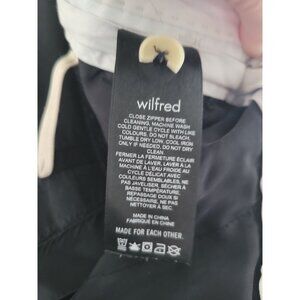 wilfred
CLOSE ZIPPER BEFORE
CLEANING, MACHINE WASH
COLD GENTLE CYCLE WITH LIKE
COLOURS. DO NOT BLEACH,
TUMBLE DRY LOW, COOL IRON
ONLY IF NEEDED. DO NOT DRY
CLEAN.
FERMER LA FERMETURE ÉCLAIR
AVANT DE LAVER, LAVER À LA
MACHINE À L'EAU FROIDE AU
CYCLE DÉLICAT AVEC
COULEURS SEMBLABLES, NE
PAS JAVELISER, SÉCHER À
BASSE TEMPÉRATURE.
REPASSAGE DOUX SI
NÉCESSAIRE, NE PAS
NETTOYER À SEC.
MADE IN CHINA
FABRIQUÉ EN CHINE
MADE FOR EACH OTHER.